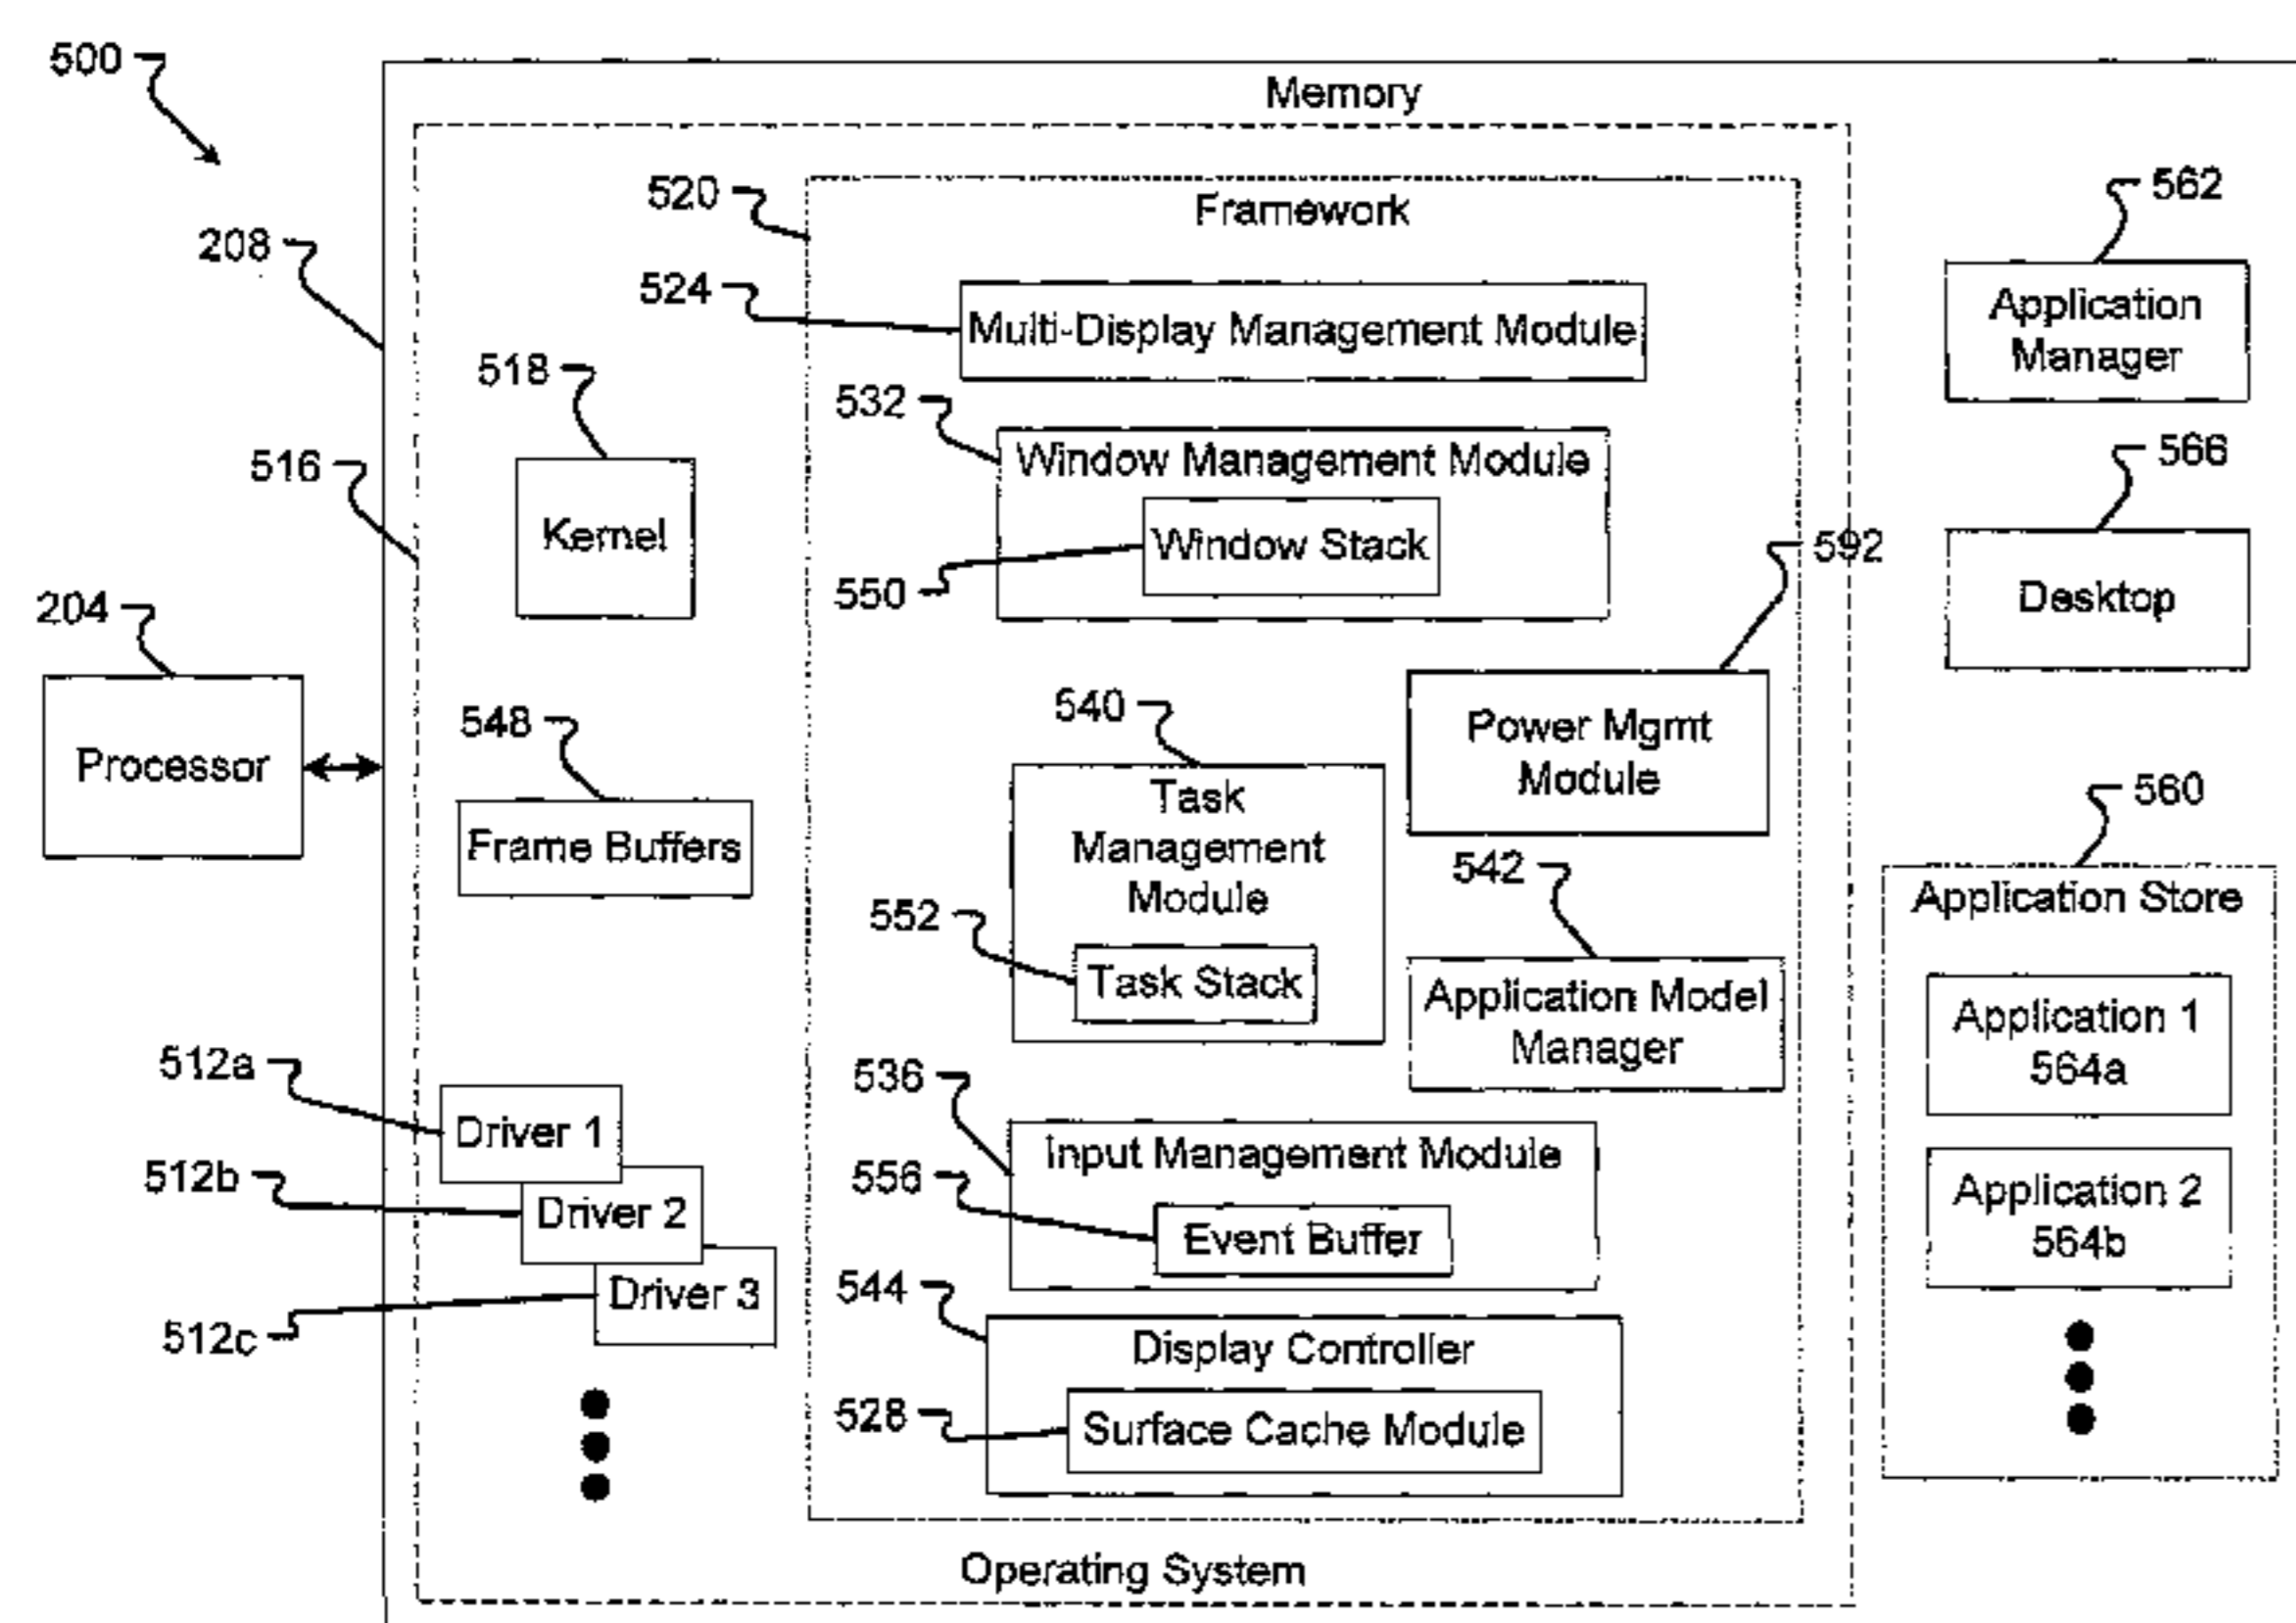 500
Memory
208
516
520
Framework
524
Multi-Display Management Module
518
Kernel
532
Window Management Module
Window Stack
550
592
Power Mgmt
Module
204
Processor
548
Frame Buffers
540
Task
Management
Module
552
Task Stack
542
Application Model
Manager
512a
Driver 1
512b
Driver 2
512c
Driver 3
536
Input Management Module
556
Event Buffer
544
Display Controller
528
Surface Cache Module
Operating System
562
Application
Manager
566
Desktop
560
Application Store
Application 1
564a
Application 2
564b